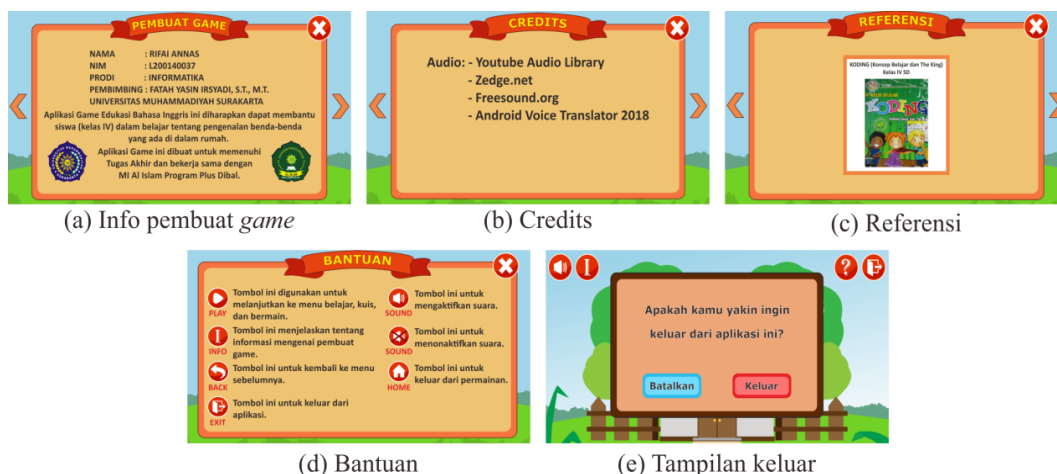 PEMBUAT GAME
NAMA : RIFAI ANNAS
NIM : L200140037
PRODI : INFORMATIKA
PEMBIMBING : FATAH YASIN IRSYADI, S.T., M.T.
UNIVERSITAS MUHAMMADIYAH SURAKARTA
Aplikasi Game Edukasi Bahasa Inggris ini diharapkan dapat membantu
siswa (kelas IV) dalam belajar tentang pengenalan benda-benda
yang ada di dalam rumah.
Aplikasi Game ini dibuat untuk memenuhi
Tugas Akhir dan bekerja sama dengan
MI Al Islam Program Plus Dibal.
(a) Info pembuat game
CREDITS
Audio: - Youtube Audio Library
- Zedge.net
- Freesound.org
- Android Voice Translator 2018
(b) Credits
REFERENSI
KODING (Konsep Belajar dan The King)
Kelas IV SD
KODING
(c) Referensi
BANTUAN
PLAY
Tombol ini digunakan untuk
melanjutkan ke menu belajar, kuis,
dan bermain.
INFO
Tombol ini menjelaskan tentang
informasi mengenai pembuat
game.
BACK
Tombol ini untuk kembali ke menu
sebelumnya.
EXIT
Tombol ini untuk keluar dari
aplikasi.
SOUND
Tombol ini untuk
mengaktifkan suara.
SOUND
Tombol ini untuk
menonaktifkan suara.
HOME
Tombol ini untuk
keluar dari permainan.
(d) Bantuan
?
Apakah kamu yakin ingin
keluar dari aplikasi ini?
Batalkan
Keluar
(e) Tampilan keluar